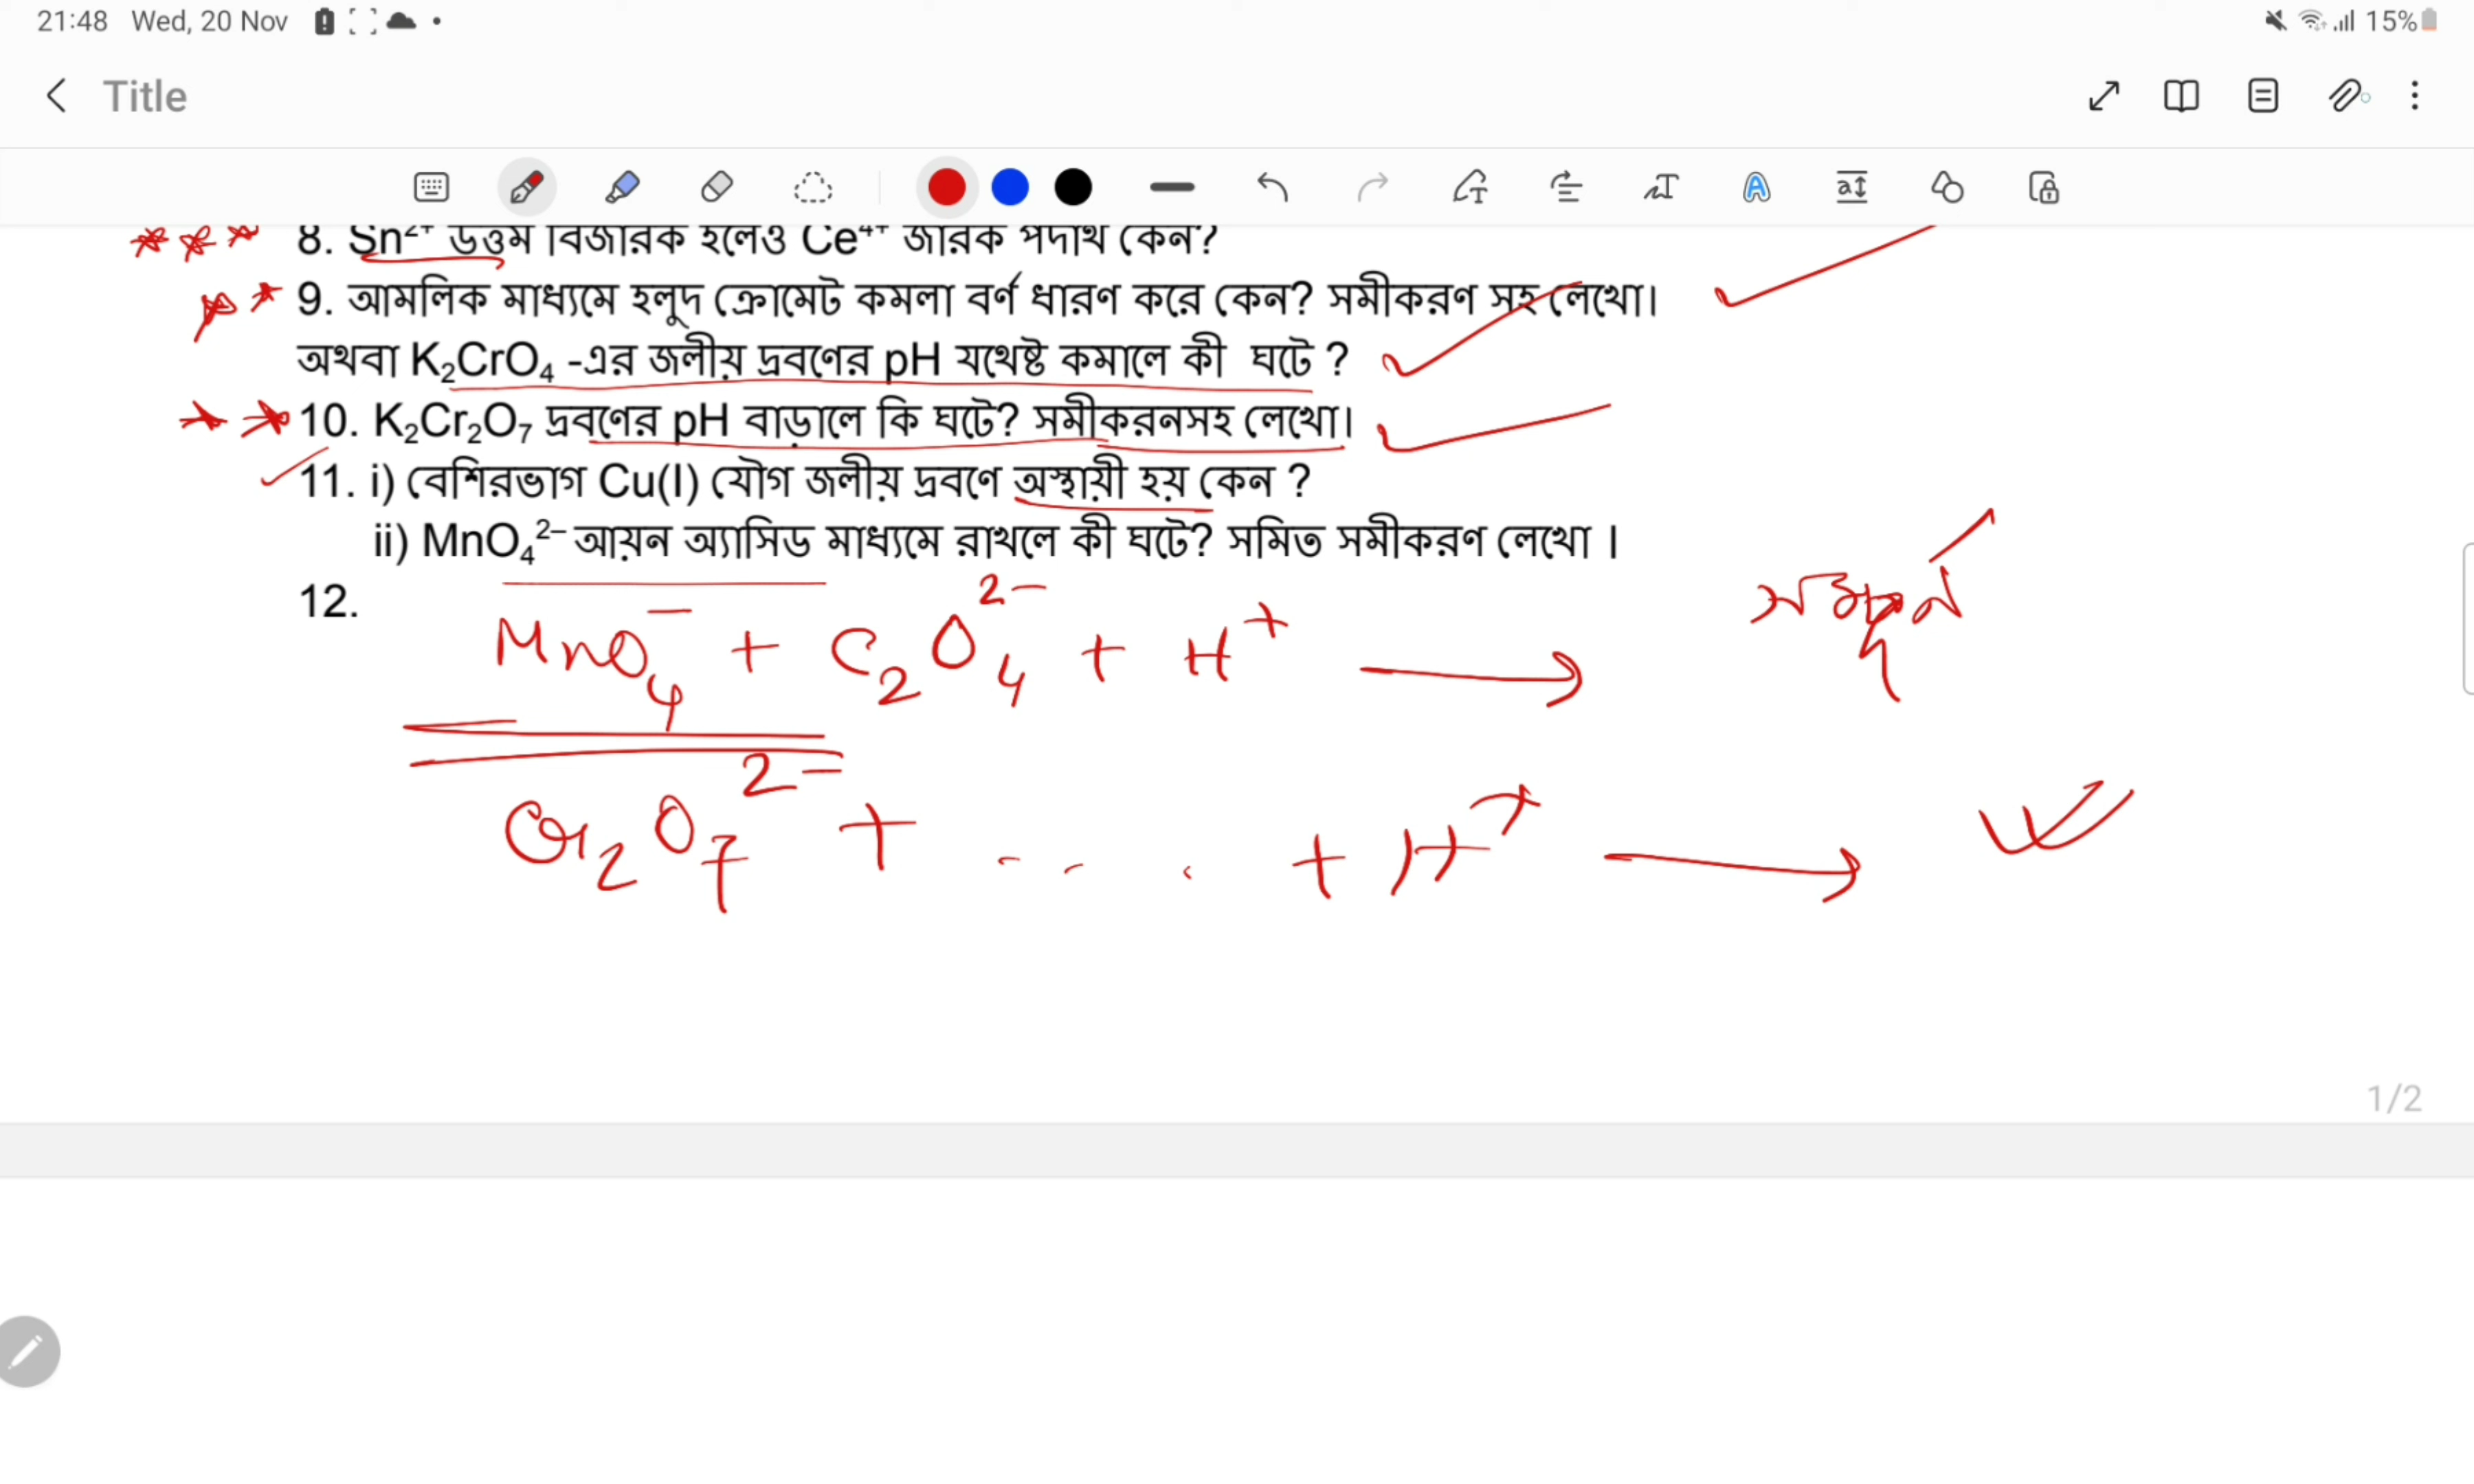 21:48 Wed, 20 Nov 15%
Title
8. Sn²⁺ উত্তম বিজারক হলেও Ce⁴⁺ জারক পদার্থ কেন?
9. আমলিক মাধ্যমে হলুদ ক্রোমেট কমলা বর্ণ ধারণ করে কেন? সমীকরণ সহ লেখো।
অথবা K₂CrO₄ -এর জলীয় দ্রবণের pH যথেষ্ট কমালে কী ঘটে ?
10. K₂Cr₂O₇ দ্রবণের pH বাড়ালে কি ঘটে? সমীকরনসহ লেখো।
11. i) বেশিরভাগ Cu(I) যৌগ জলীয় দ্রবণে অস্থায়ী হয় কেন ?
ii) MnO₄²⁻ আয়ন অ্যাসিড মাধ্যমে রাখলে কী ঘটে? সমিত সমীকরণ লেখো ।
12.
MnO₄⁻ + C₂O₄²⁻ + H⁺ →
Cr₂O₇²⁻ + .... + H⁺ →
1/2